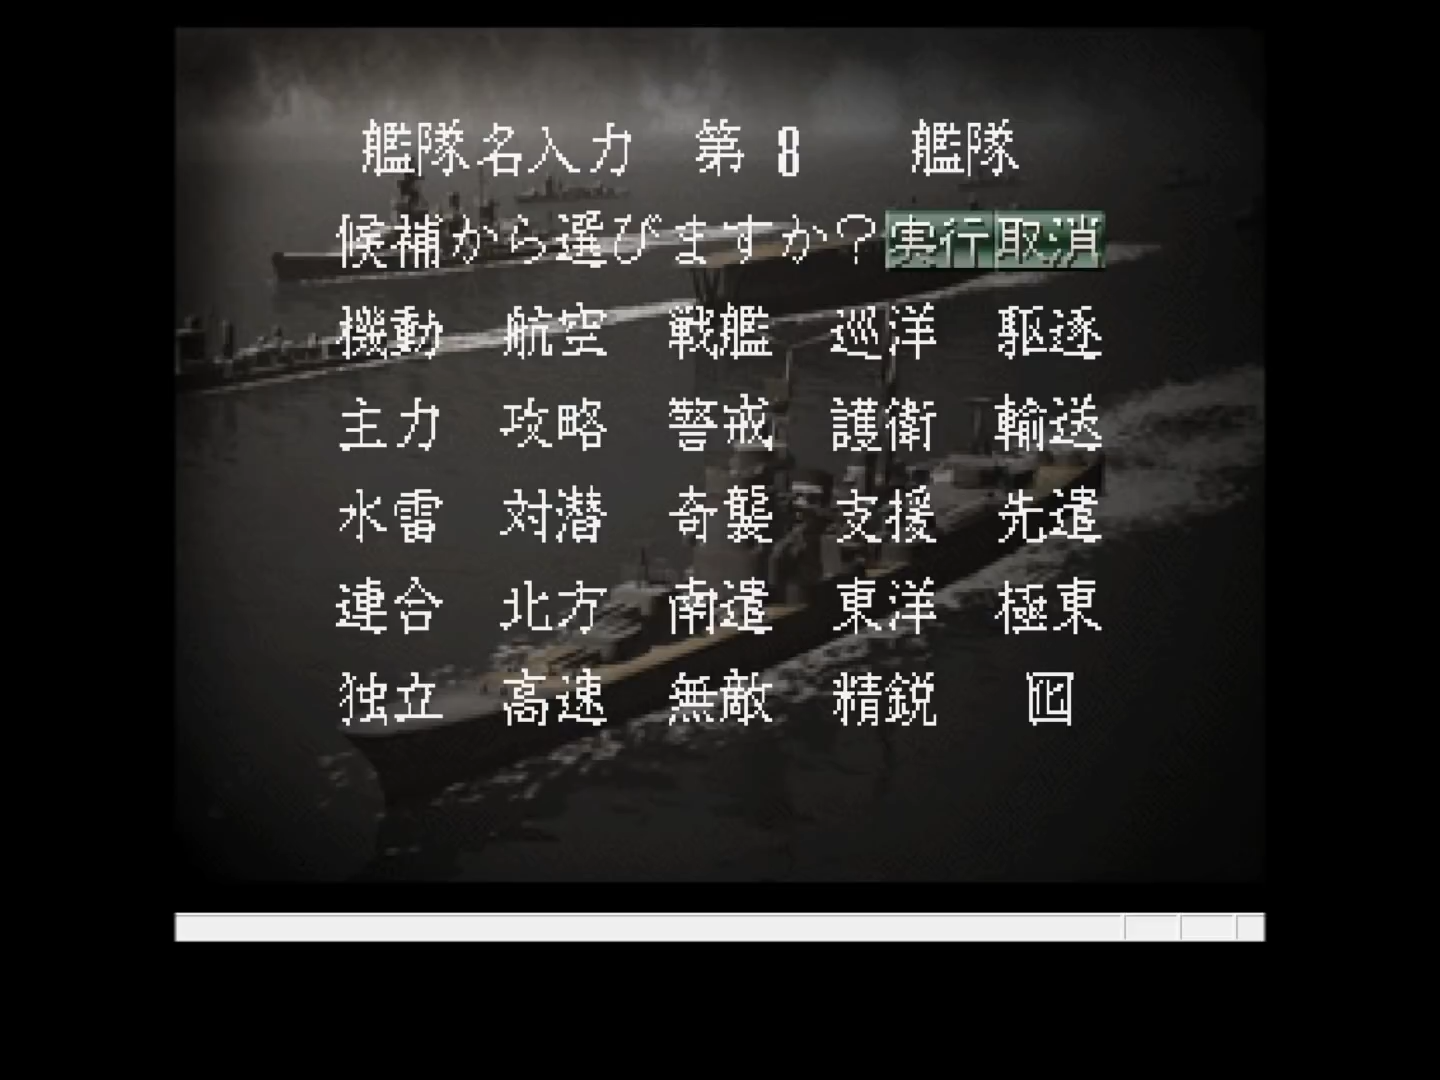 艦隊名入力 第 8 艦隊
候補から選びますか?実行取消
機動 航空 戦艦 巡洋 駆逐
主力 攻略 警戒 護衛 輸送
水雷 対潜 奇襲 支援 先遣
連合 北方 南遣 東洋 極東
独立 高速 無敵 精鋭